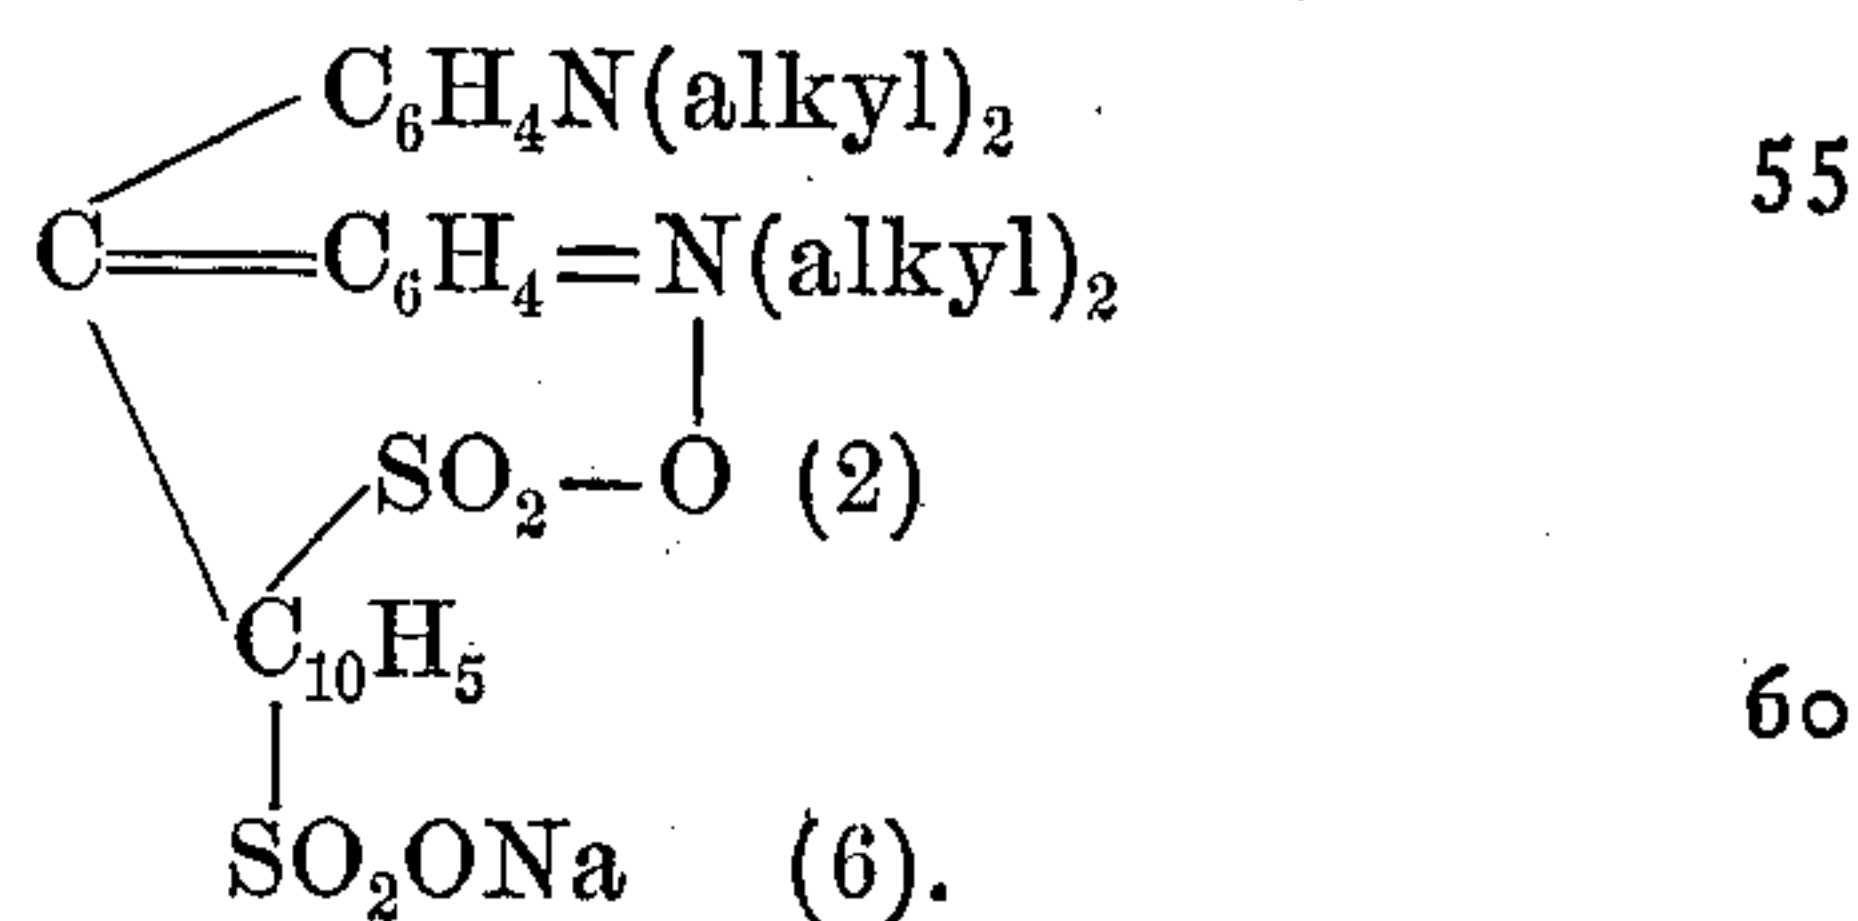 C₆H₄N(alkyl)₂
55
C=C₆H₄=N(alkyl)₂
SO₂-O (2)
C₁₀H₅
60
SO₂ONa (6).